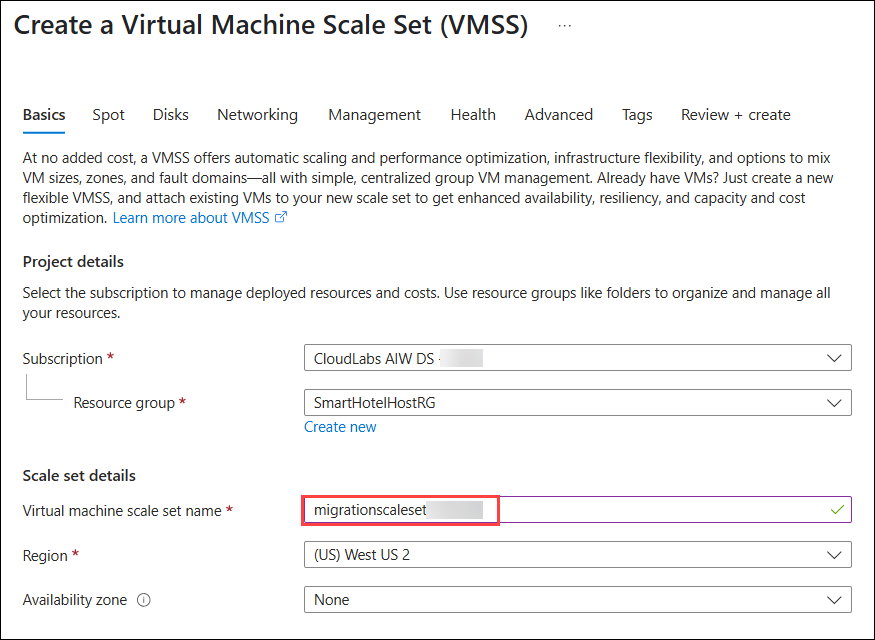 Create a Virtual Machine Scale Set (VMSS) ...
Basics Spot Disks Networking Management Health Advanced Tags Review + create
At no added cost, a VMSS offers automatic scaling and performance optimization, infrastructure flexibility, and options to mix
VM sizes, zones, and fault domains—all with simple, centralized group VM management. Already have VMs? Just create a new
flexible VMSS, and attach existing VMs to your new scale set to get enhanced availability, resiliency, and capacity and cost
optimization. Learn more about VMSS
Project details
Select the subscription to manage deployed resources and costs. Use resource groups like folders to organize and manage all
your resources.
Subscription * CloudLabs AIW DS -
Resource group * SmartHotelHostRG
Create new
Scale set details
Virtual machine scale set name * migrationscaleset
Region * (US) West US 2
Availability zone None